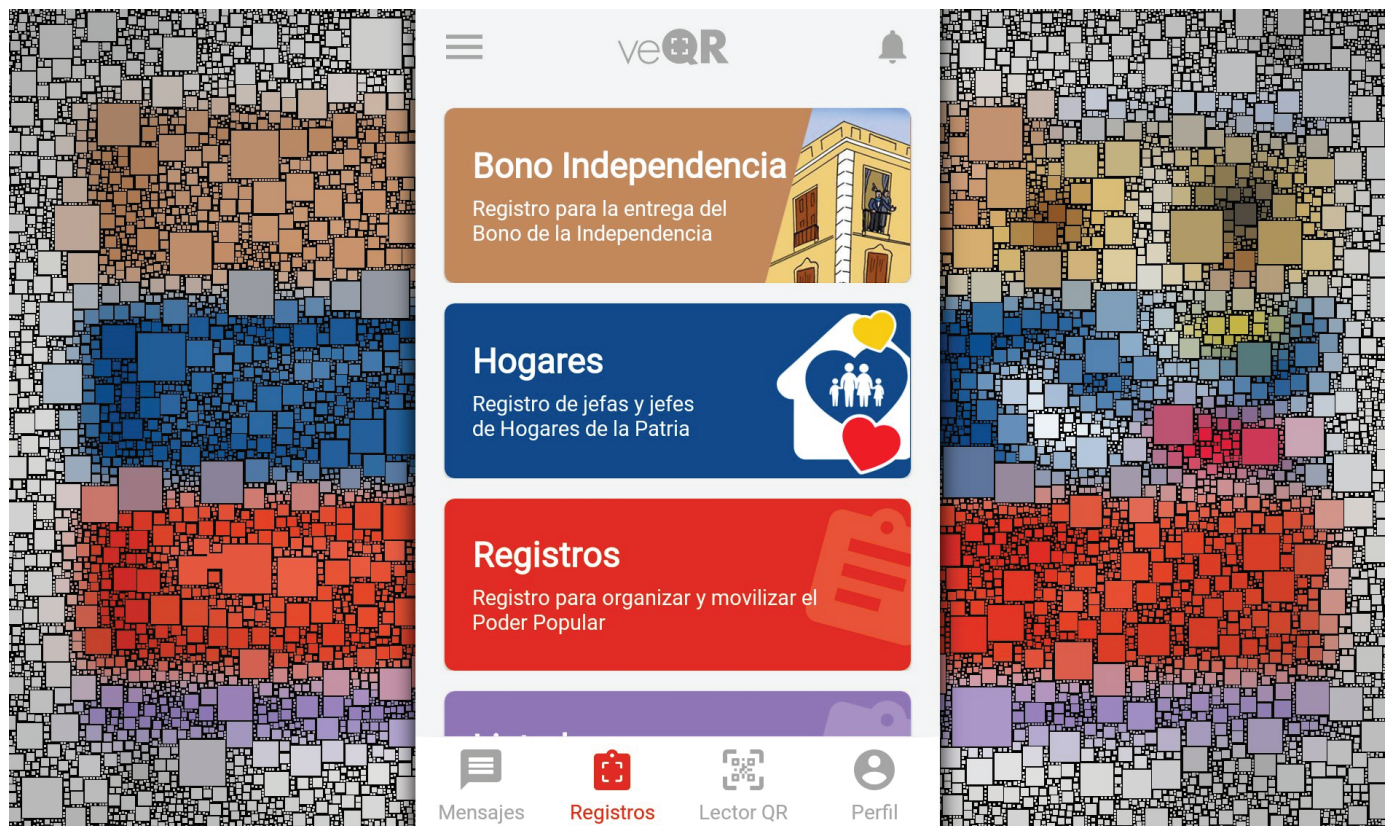 veQR
Bono Independencia
Registro para la entrega del
Bono de la Independencia
Hogares
Registro de jefas y jefes
de Hogares de la Patria
Registros
Registro para organizar y movilizar el
Poder Popular
Mensajes
Registros
Lector QR
Perfil